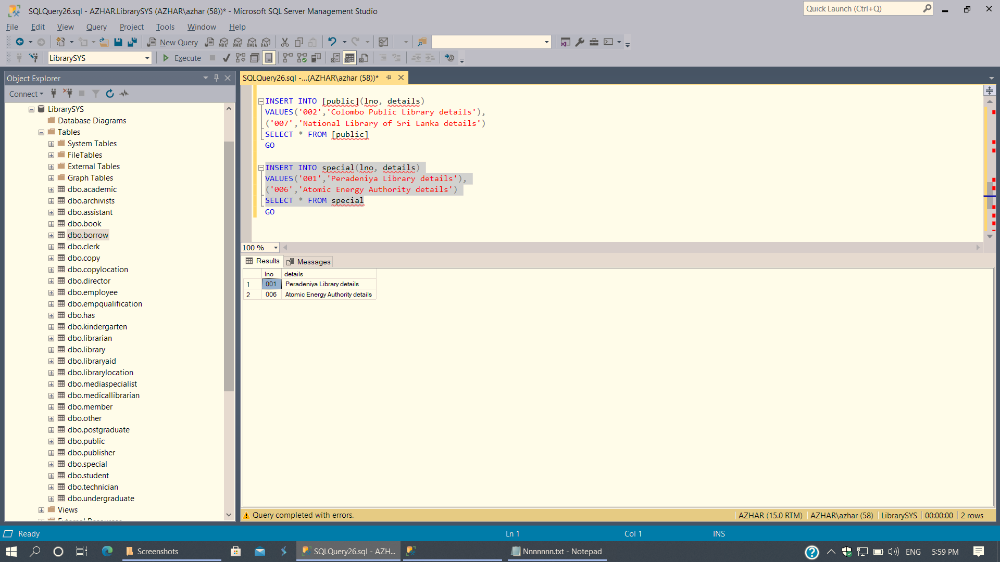 SQLQuery26.sql - AZHAR.LibrarySYS (AZHAR\azhar (58))* - Microsoft SQL Server Management Studio
Quick Launch (Ctrl+Q)
File Edit View Query Project Tools Window Help
New Query MDX DMX XMLA DAX
LibrarySYS Execute
Object Explorer
Connect
LibrarySYS
Database Diagrams
Tables
System Tables
FileTables
External Tables
Graph Tables
dbo.academic
dbo.archivists
dbo.assistant
dbo.book
dbo.borrow
dbo.clerk
dbo.copy
dbo.copylocation
dbo.director
dbo.employee
dbo.empqualification
dbo.has
dbo.kindergarten
dbo.librarian
dbo.library
dbo.libraryaid
dbo.librarylocation
dbo.mediaspecialist
dbo.medicallibrarian
dbo.member
dbo.other
dbo.postgraduate
dbo.public
dbo.publisher
dbo.special
dbo.student
dbo.technician
dbo.undergraduate
Views
External Resources
SQLQuery26.sql -...(AZHAR\azhar (58))*
INSERT INTO [public](lno, details)
VALUES('002','Colombo Public Library details'),
('007','National Library of Sri Lanka details')
SELECT * FROM [public]
GO
INSERT INTO special(lno, details)
VALUES('001','Peradeniya Library details'),
('006','Atomic Energy Authority details')
SELECT * FROM special
GO
100 %
Results Messages
lno details
1 001 Peradeniya Library details
2 006 Atomic Energy Authority details
Query completed with errors. AZHAR (15.0 RTM) AZHAR\azhar (58) LibrarySYS 00:00:00 2 rows
Ready Ln 1 Col 1 INS
Screenshots SQLQuery26.sql - AZH... Nnnnnnn.txt - Notepad ENG 5:59 PM